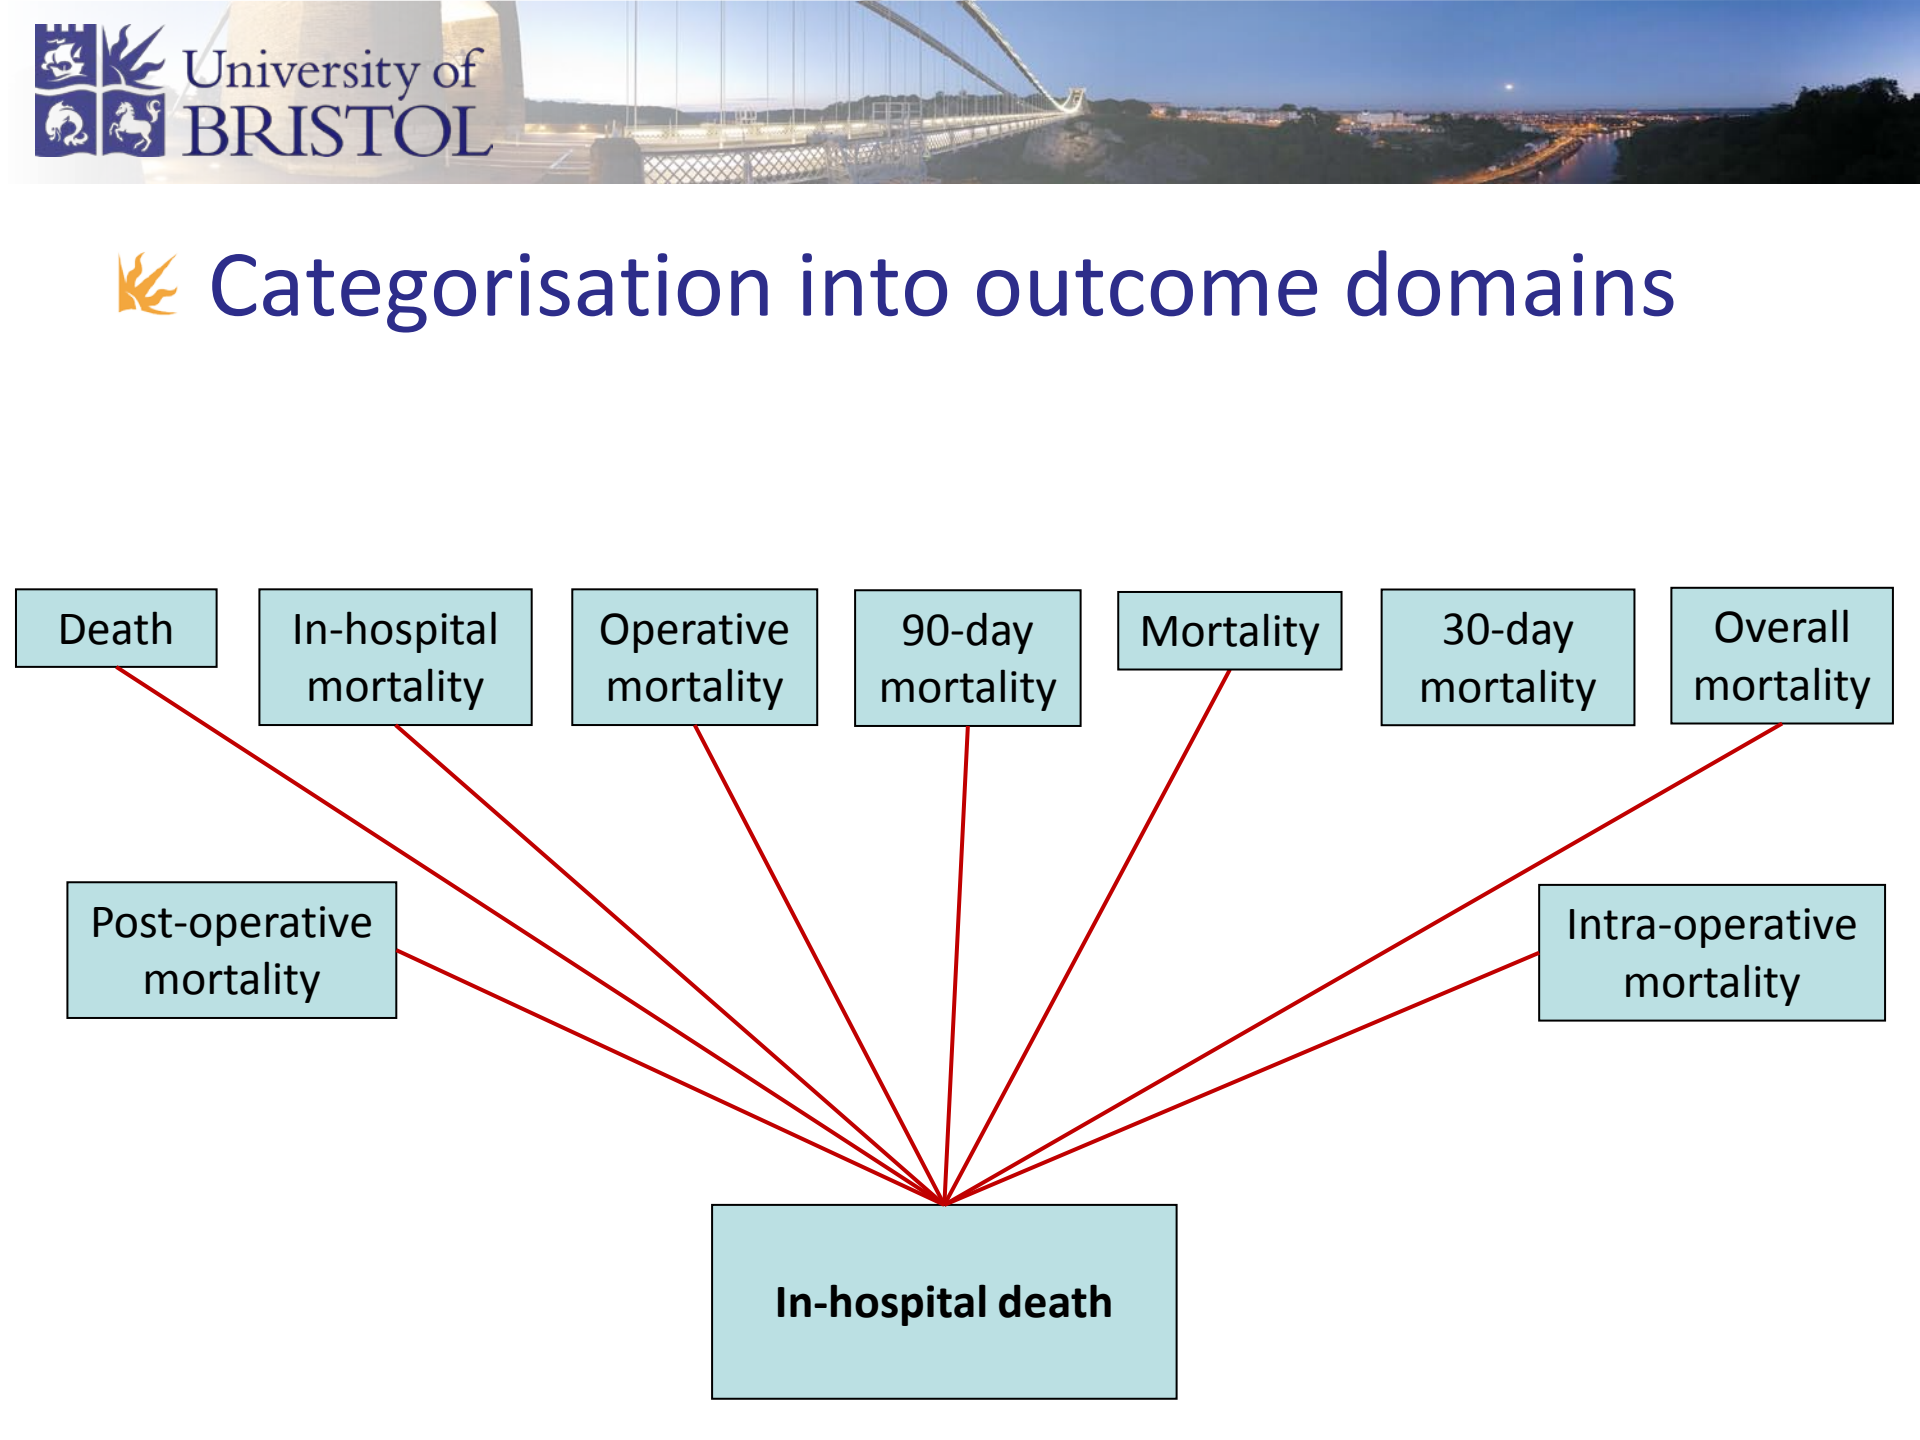 University of
BRISTOL
Categorisation into outcome domains
Death
In-hospital
mortality
Operative
mortality
90-day
mortality
Mortality
30-day
mortality
Overall
mortality
Post-operative
mortality
Intra-operative
mortality
In-hospital death